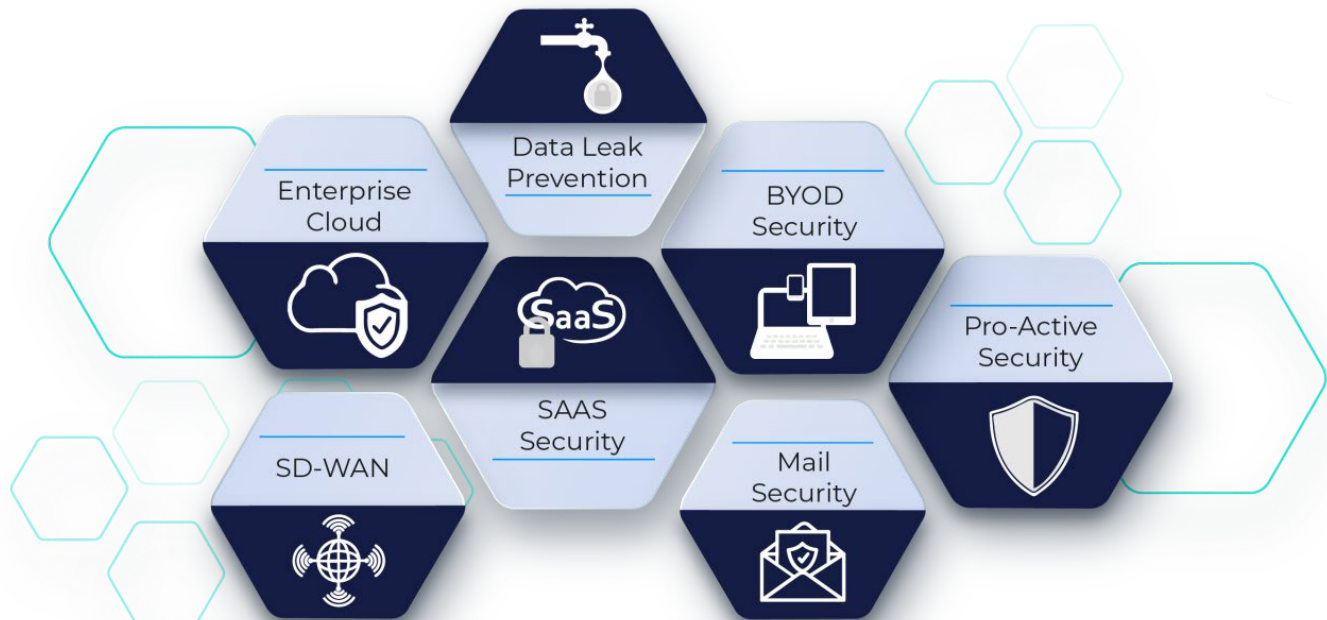 Data Leak
Prevention
Enterprise
Cloud
BYOD
Security
SaaS
Pro-Active
Security
SAAS
Security
SD-WAN
Mail
Security